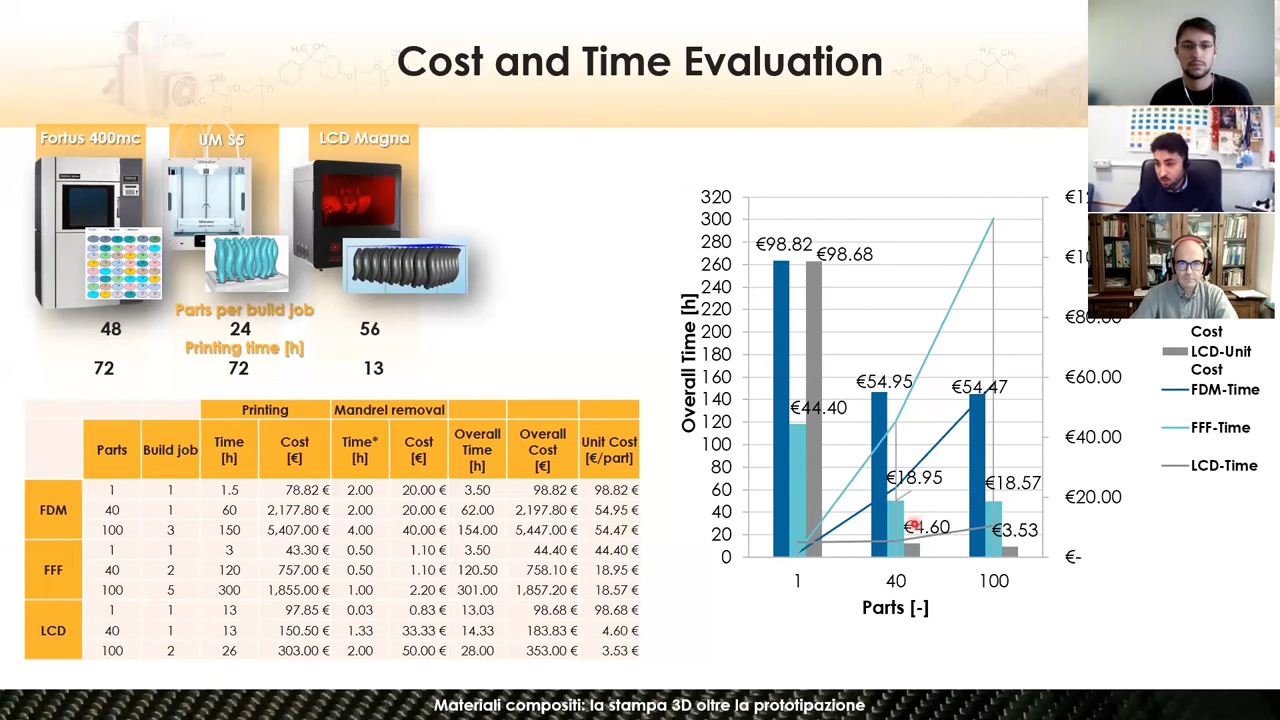 Cost and Time Evaluation
Fortus 400mc
UM S5
LCD Magna
Parts per build job
48 24 56
Printing time [h]
72 72 13
Printing Mandrel removal
Parts Build job Time [h] Cost [€] Time* [h] Cost [€] Overall Time [h] Overall Cost [€] Unit Cost [€/part]
FDM
1 1 1.5 78.82 € 2.00 20.00 € 3.50 98.82 € 98.82 €
40 1 60 2,177.80 € 2.00 20.00 € 62.00 2,197.80 € 54.95 €
100 3 150 5,407.00 € 4.00 40.00 € 154.00 5,447.00 € 54.47 €
FFF
1 1 3 43.30 € 0.50 1.10 € 3.50 44.40 € 44.40 €
40 2 120 757.00 € 0.50 1.10 € 120.50 758.10 € 18.95 €
100 5 300 1,855.00 € 1.00 2.20 € 301.00 1,857.20 € 18.57 €
LCD
1 1 13 97.85 € 0.03 0.83 € 13.03 98.68 € 98.68 €
40 1 13 150.50 € 1.33 33.33 € 14.33 183.83 € 4.60 €
100 2 26 303.00 € 2.00 50.00 € 28.00 353.00 € 3.53 €
Overall Time [h]
320
300
280
260
240
220
200
180
160
140
120
100
80
60
40
20
0
€98.82
€98.68
€44.40
€54.95
€18.95
€4.60
€54.47
€18.57
€3.53
1 40 100
Parts [-]
€80.00
€60.00
€40.00
€20.00
€-
Cost
LCD-Unit
Cost
FDM-Time
FFF-Time
LCD-Time
Materiali compositi: la stampa 3D oltre la prototipazione